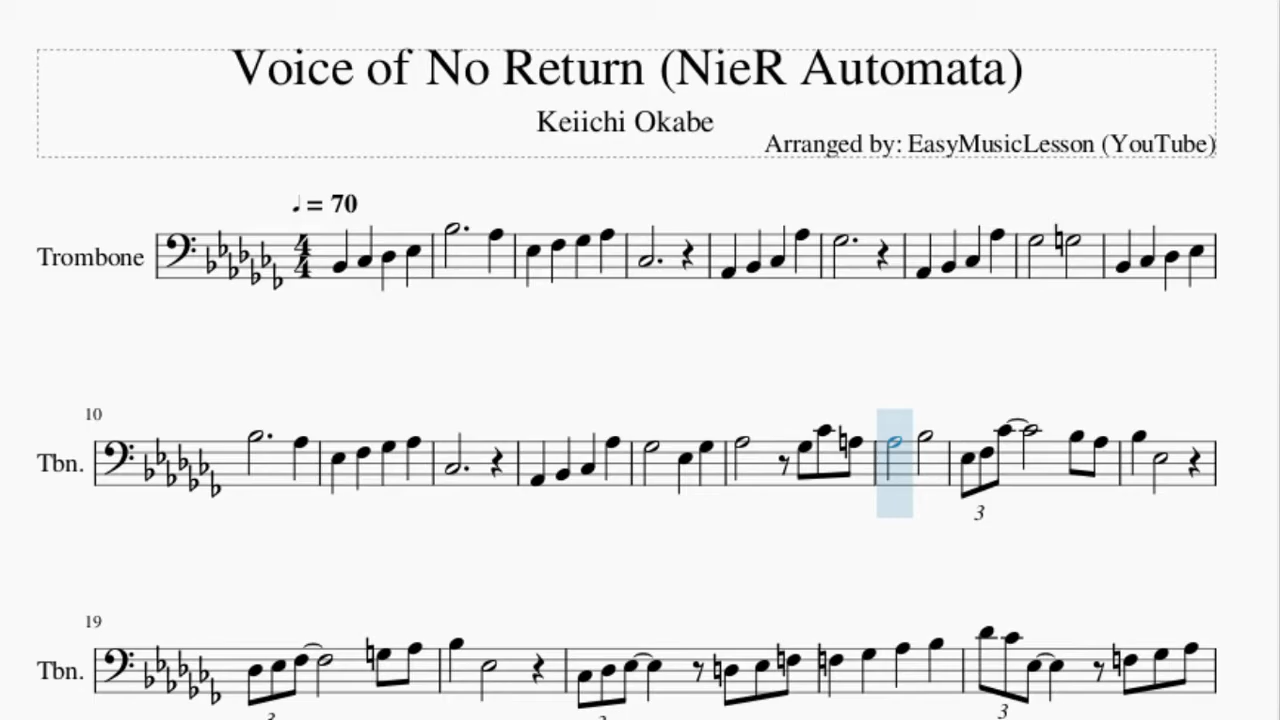 Voice of No Return (NieR Automata)
Keiichi Okabe
Arranged by: EasyMusicLesson (YouTube)
♩ = 70
Trombone
4
4
10
Tbn.
3
19
Tbn.
3
3
3